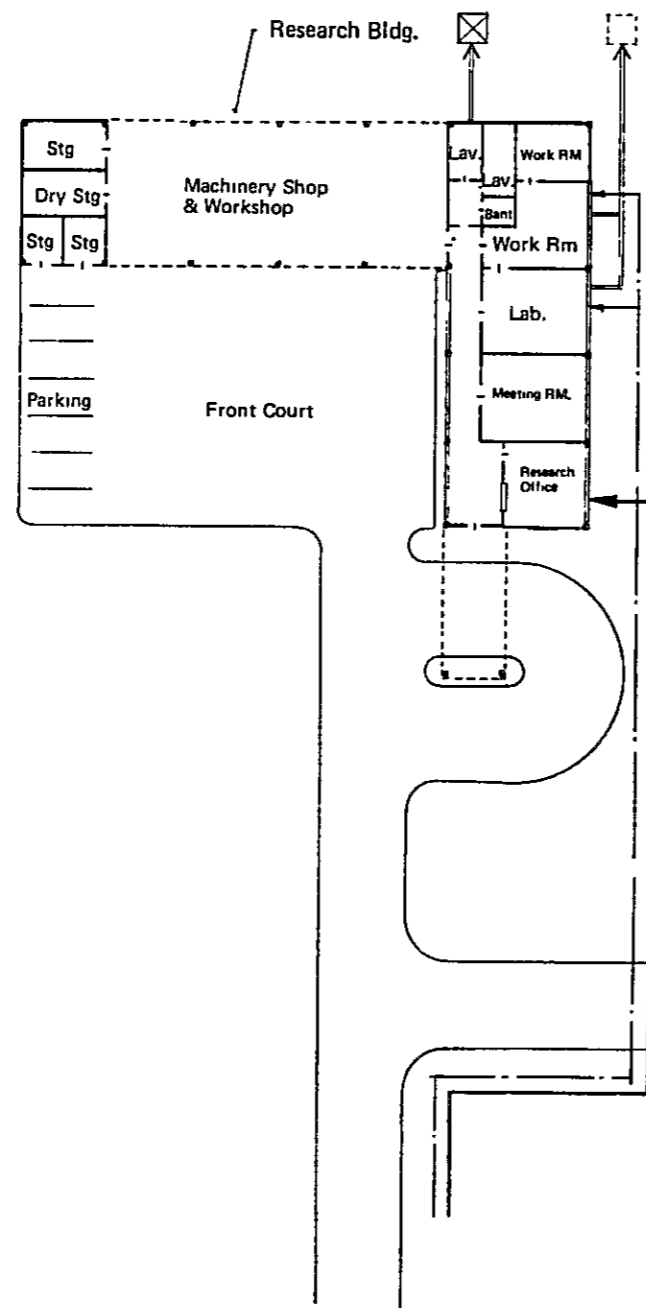 Research Bldg.
Stg
Dry Stg
Stg Stg
Machinery Shop
& Workshop
Lav.
Lav.
Bant
Work RM
Work Rm
Lab.
Meeting RM.
Research
Office
Parking
Front Court